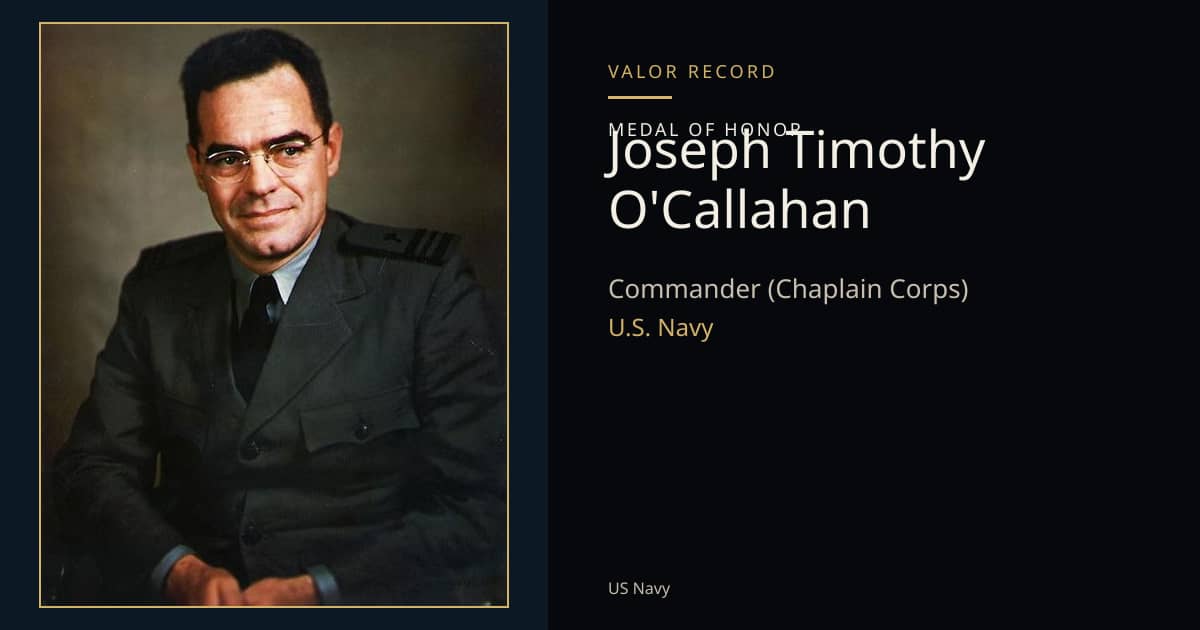 VALOR RECORD
MEDAL OF HONOR
Joseph Timothy
O'Callahan
Commander (Chaplain Corps)
U.S. Navy
US Navy